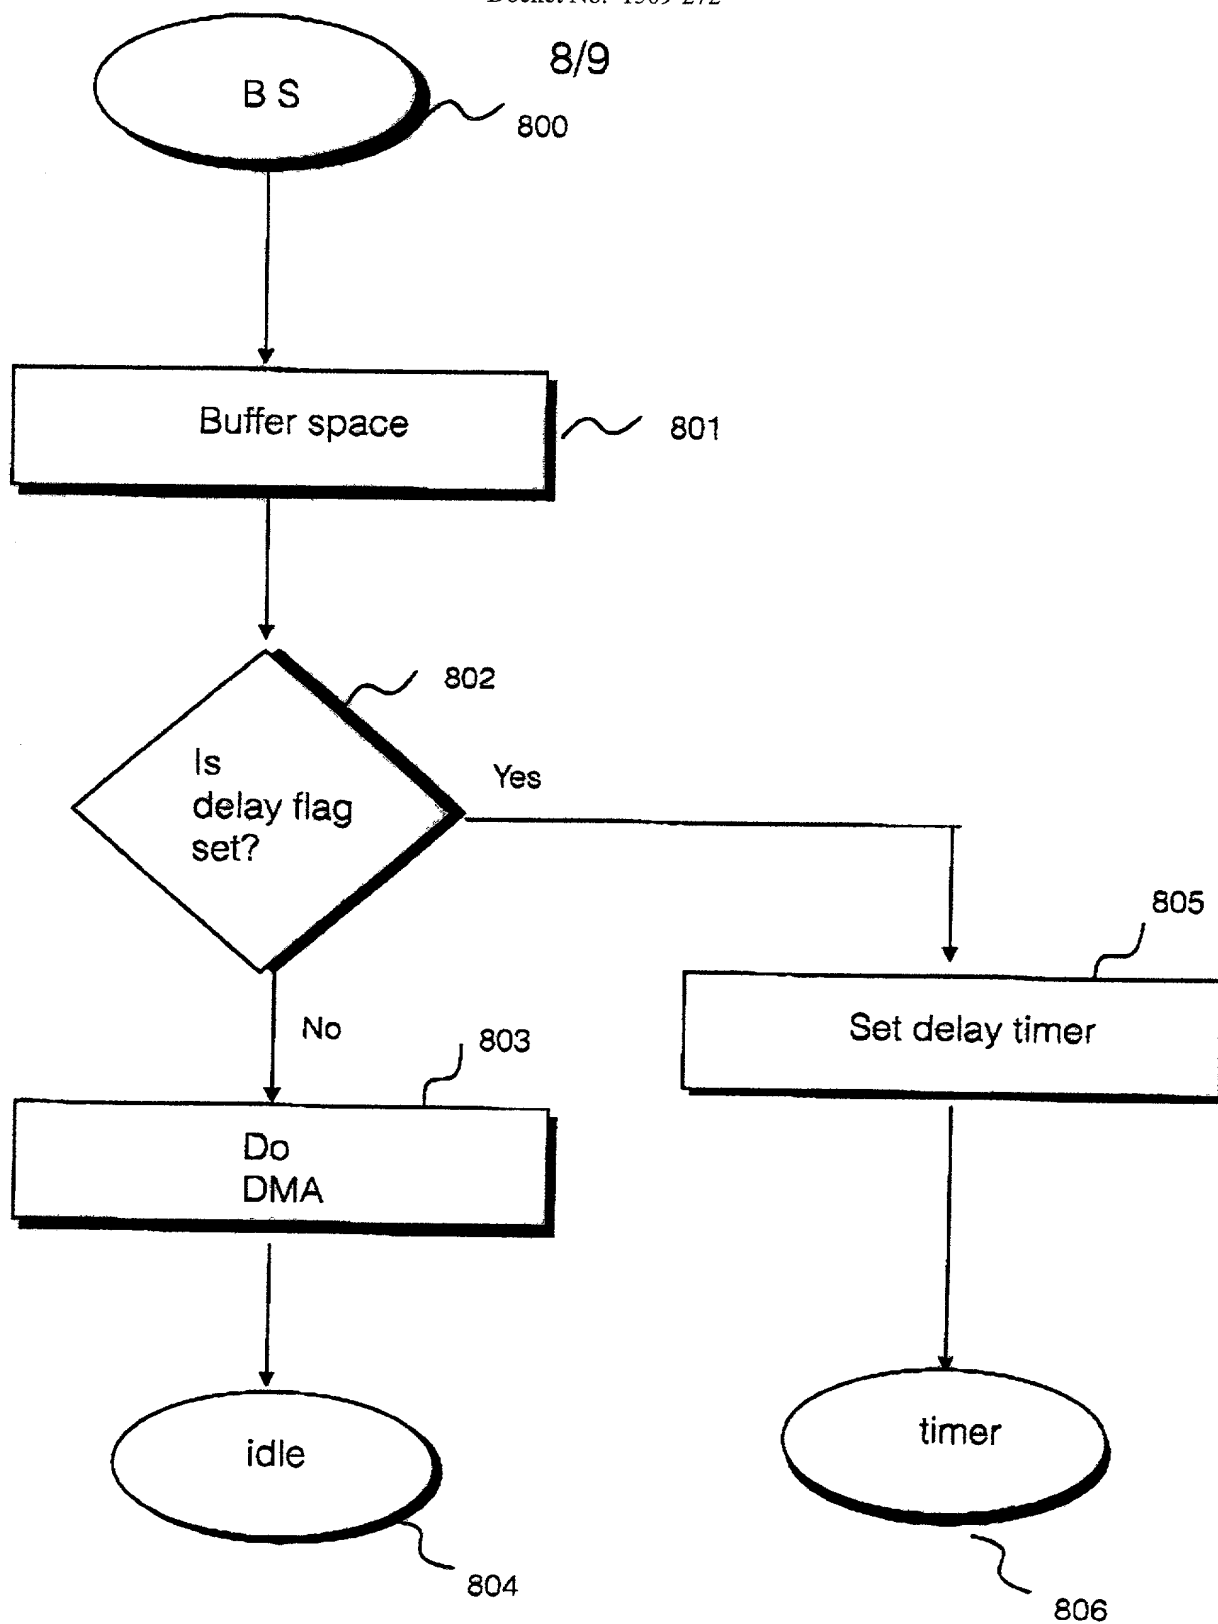 8/9
B S
800
Buffer space
801
802
Is
delay flag
set?
Yes
805
Set delay timer
No
803
Do
DMA
idle
timer
804
806